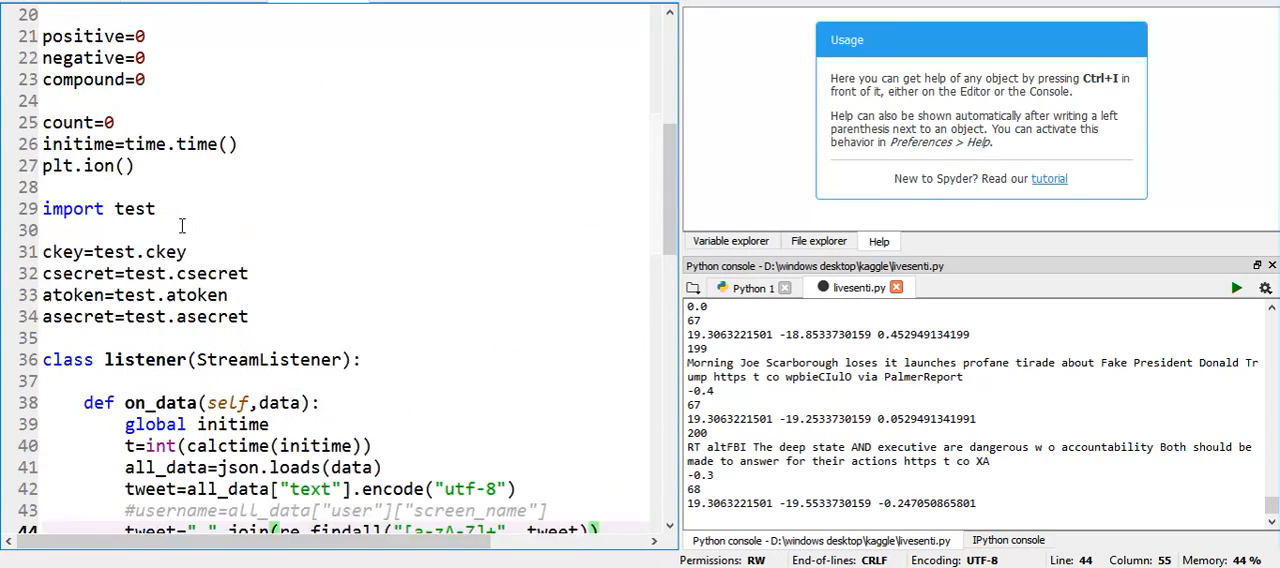 20
21 positive=0
22 negative=0
23 compound=0
24
25 count=0
26 initime=time.time()
27 plt.ion()
28
29 import test
30
31 ckey=test.ckey
32 csecret=test.csecret
33 atoken=test.atoken
34 asecret=test.asecret
35
36 class listener(StreamListener):
37
38 def on_data(self,data):
39 global initime
40 t=int(calctime(initime))
41 all_data=json.loads(data)
42 tweet=all_data["text"].encode("utf-8")
43 #username=all_data["user"]["screen_name"]
44 tweet=" ".join(re.findall("[a-zA-Z]+", tweet))
Usage
Here you can get help of any object by pressing Ctrl+I in
front of it, either on the Editor or the Console.
Help can also be shown automatically after writing a left
parenthesis next to an object. You can activate this
behavior in Preferences > Help.
New to Spyder? Read our tutorial
Variable explorer File explorer Help
Python console - D:\windows desktop\kaggle\livesenti.py
Python 1 livesenti.py
0.0
67
19.3063221501 -18.8533730159 0.452949134199
199
Morning Joe Scarborough loses it launches profane tirade about Fake President Donald Tr
ump https t co wpbieCIulO via PalmerReport
-0.4
67
19.3063221501 -19.2533730159 0.0529491341991
200
RT altFBI The deep state AND executive are dangerous w o accountability Both should be
made to answer for their actions https t co XA
-0.3
68
19.3063221501 -19.5533730159 -0.247050865801
Python console - D:\windows desktop\kaggle\livesenti.py IPython console
Permissions: RW End-of-lines: CRLF Encoding: UTF-8 Line: 44 Column: 55 Memory: 44 %